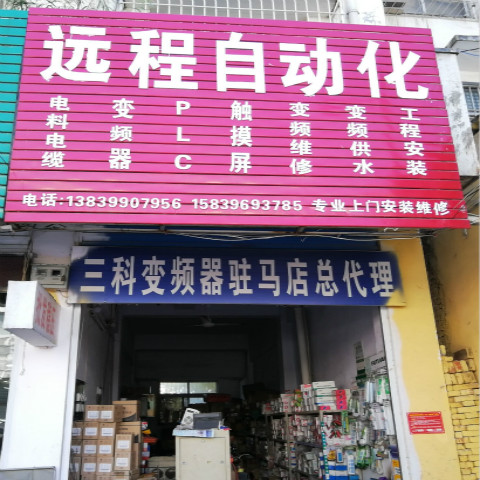 远程自动化
电料电缆 变频器 PLC 触摸屏 变频维修 变频供水 工程安装
电话:13839907956 15839693785 专业上门安装维修
三科变频器驻马店总代理